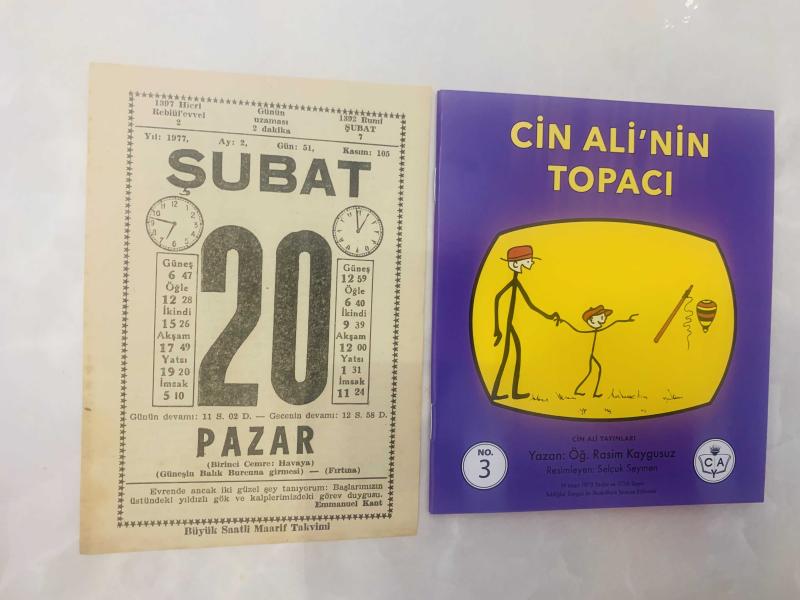 1397 Hicrî
Rebiül'evvel
2
Günün
uzaması
2 dakika
1392 Rumî
ŞUBAT
7
Yıl: 1977, Ay: 2, Gün: 51, Kasım: 105
ŞUBAT
20
Güneş
6 47
Öğle
12 28
İkindi
15 26
Akşam
17 49
Yatsı
19 20
İmsak
5 10
Güneş
12 59
Öğle
6 40
İkindi
9 39
Akşam
12 00
Yatsı
1 31
İmsak
11 24
Günün devamı: 11 S. 02 D. — Gecenin devamı: 12 S. 58 D.
PAZAR
(Birinci Cemre: Havaya)
(Güneşin Balık Burcuna girmesi) — (Fırtına)
Evrende ancak iki güzel şey tanıyorum: Başlarımızın
üstündeki yıldızlı gök ve kalplerimizdeki görev duygusu.
Emmanuel Kant
Büyük Saatli Maarif Takvimi
CİN ALİ'NİN
TOPACI
CİN ALİ YAYINLARI
Yazan: Öğ. Rasim Kaygusuz
Resimleyen: Selçuk Seymen
NO.
3
C A